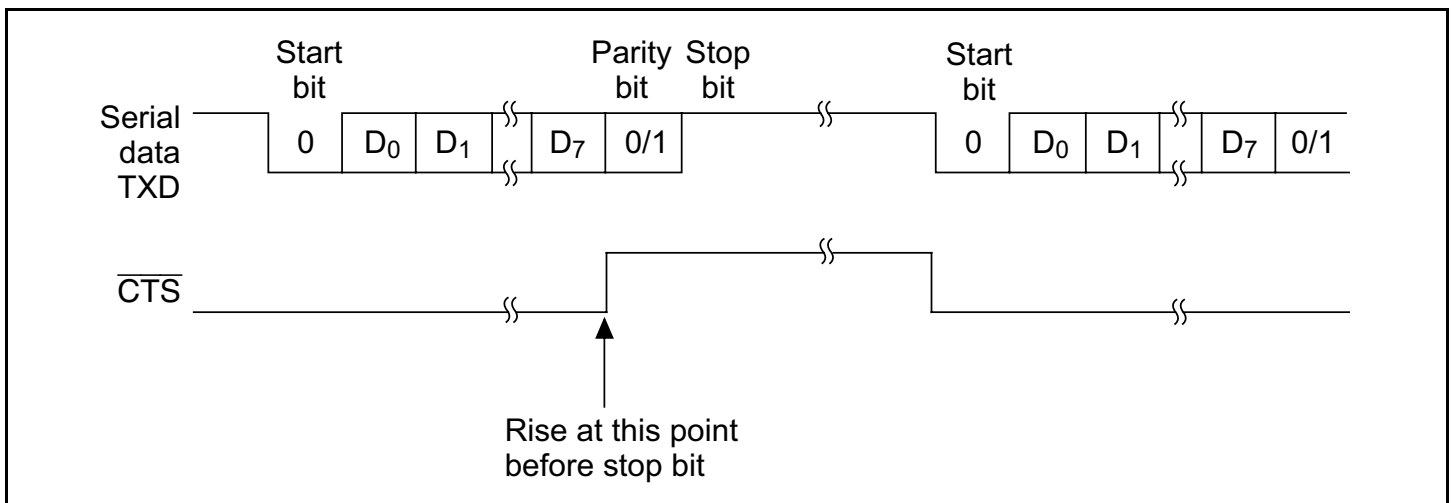 Start bit
Parity bit
Stop bit
Start bit
Serial data TXD
0 D0 D1 D7 0/1 0 D0 D1 D7 0/1
CTS
Rise at this point
before stop bit